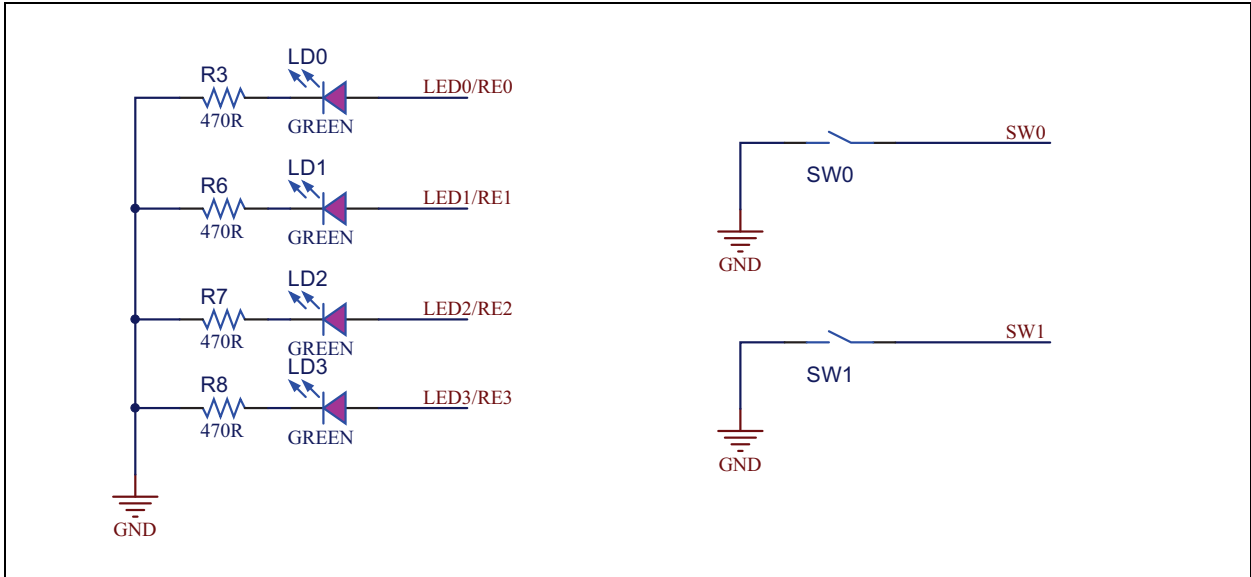 LD0
R3
LED0/RE0
470R
GREEN
LD1
R6
LED1/RE1
470R
GREEN
LD2
R7
LED2/RE2
470R
GREEN
LD3
R8
LED3/RE3
470R
GREEN
GND
SW0
SW0
GND
SW1
SW1
GND